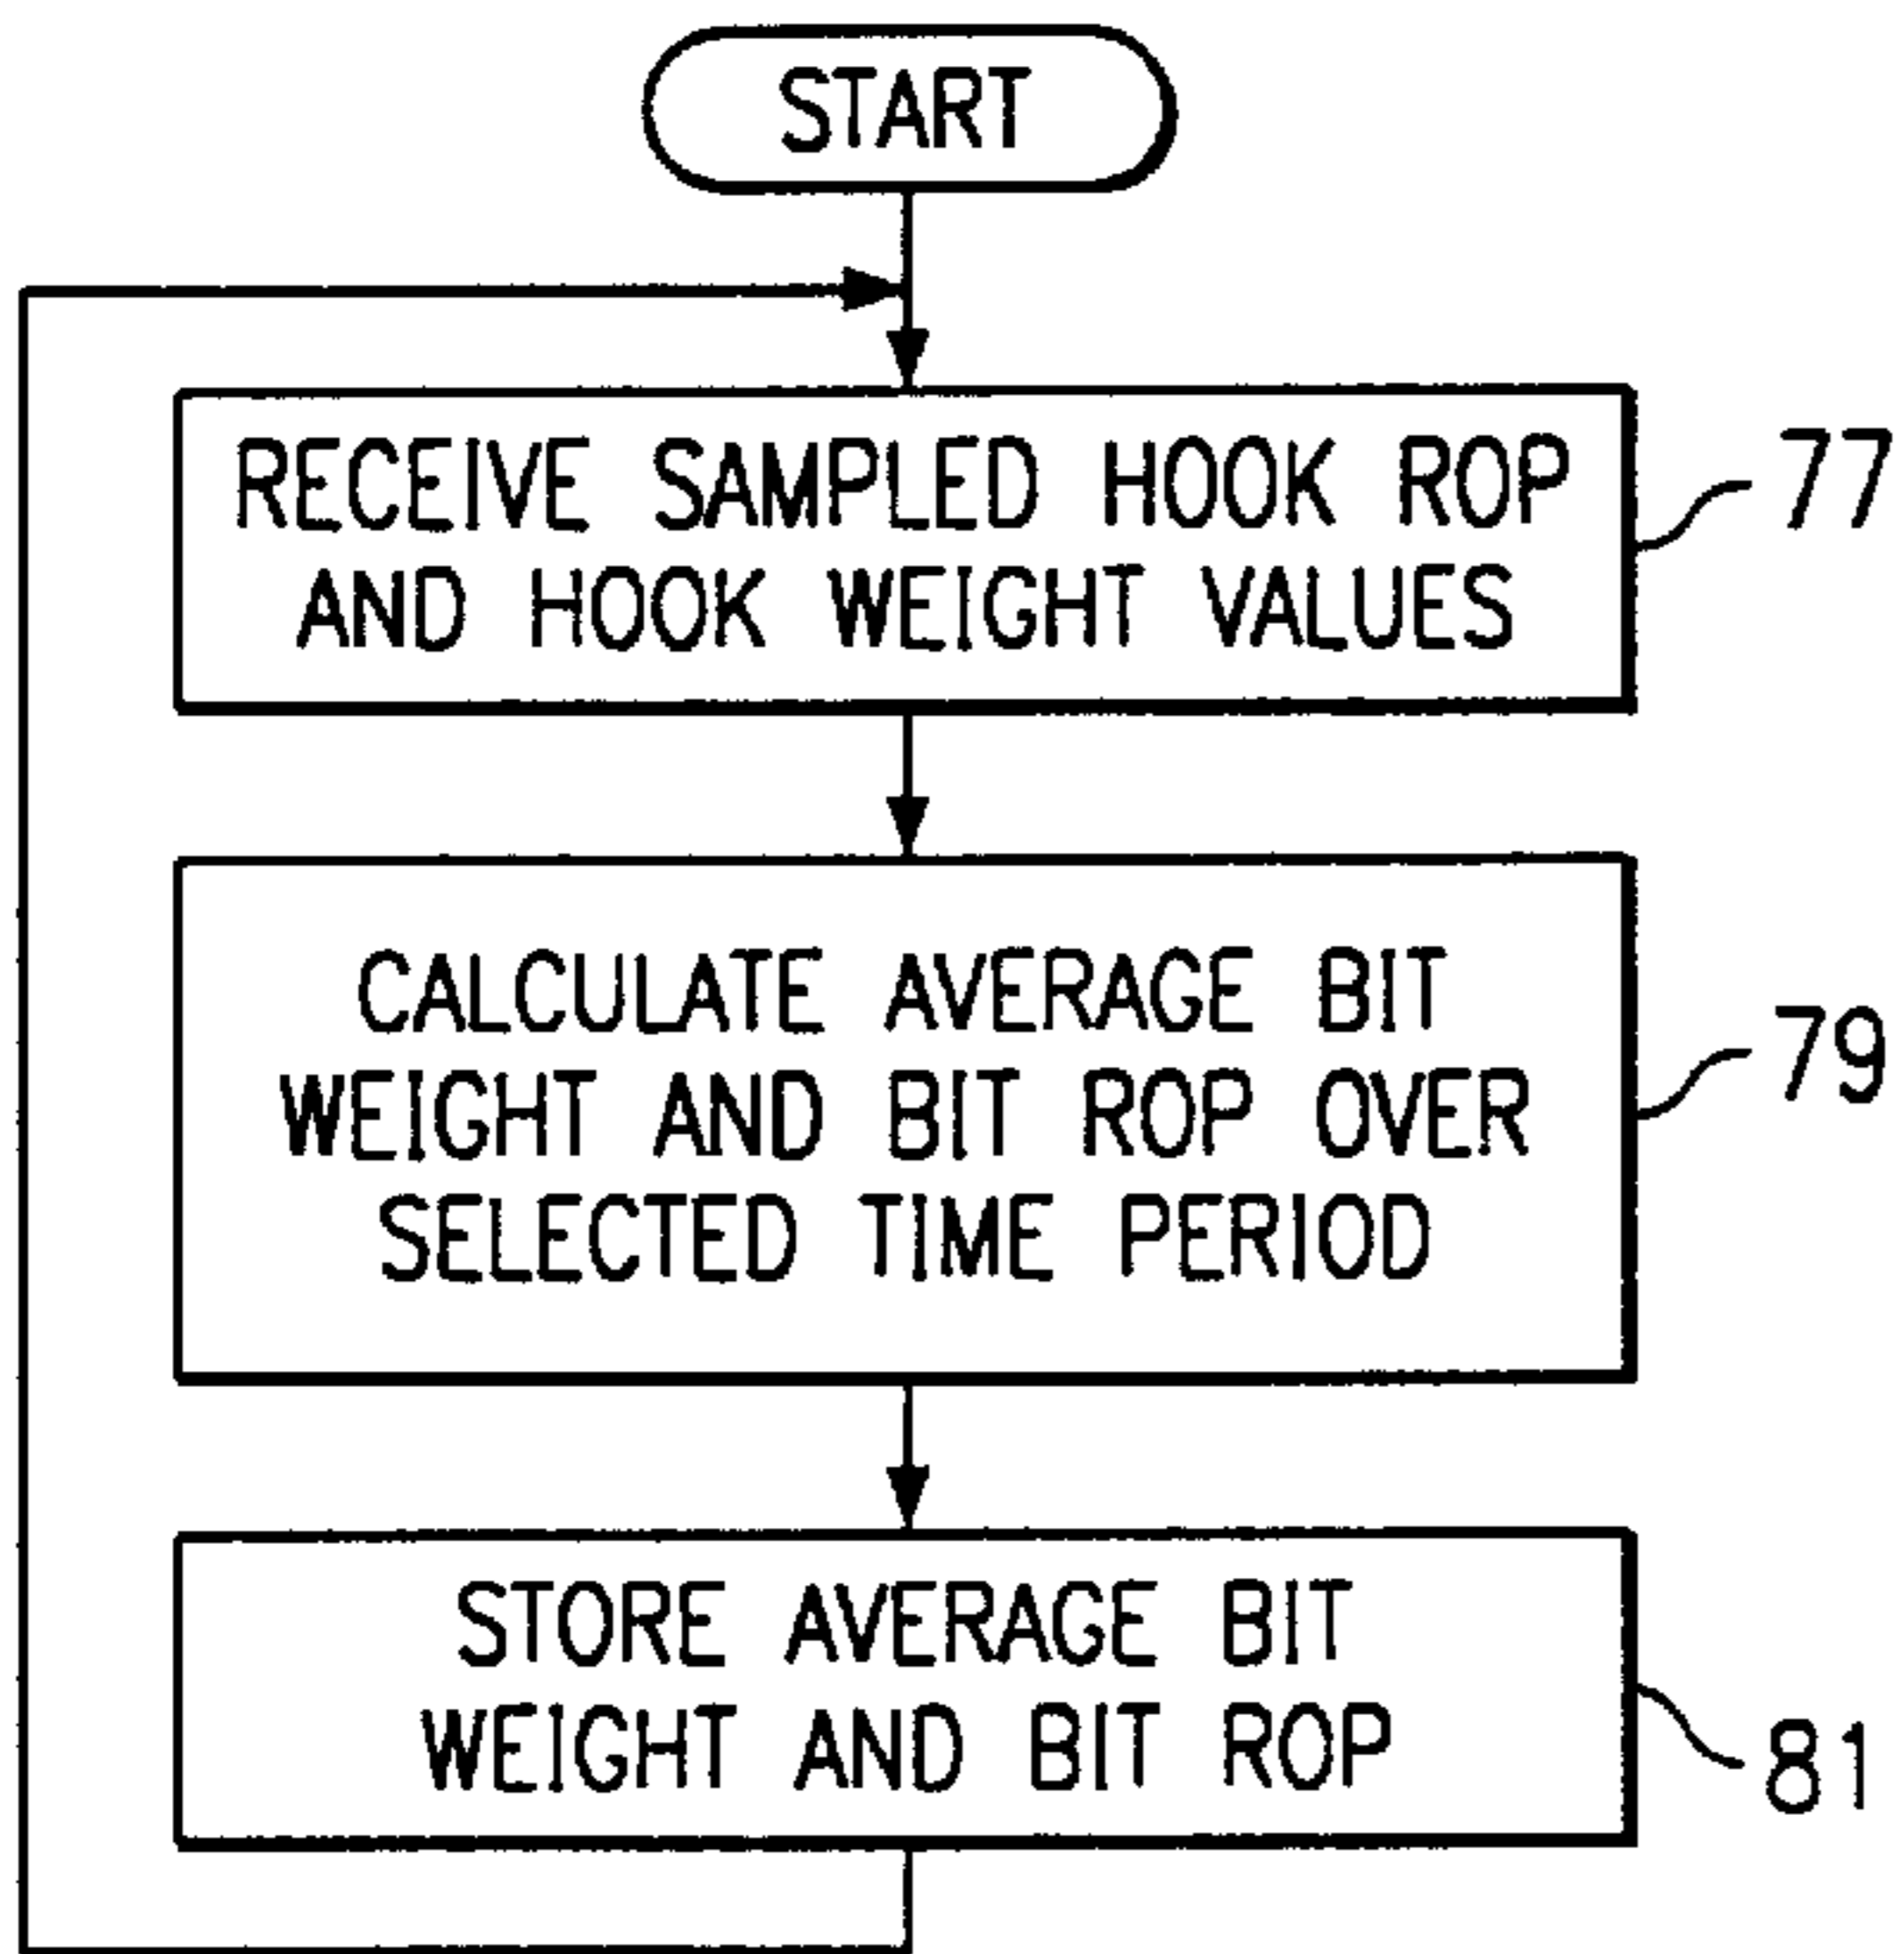 START
RECEIVE SAMPLED HOOK ROP
AND HOOK WEIGHT VALUES
77
CALCULATE AVERAGE BIT
WEIGHT AND BIT ROP OVER
SELECTED TIME PERIOD
79
STORE AVERAGE BIT
WEIGHT AND BIT ROP
81